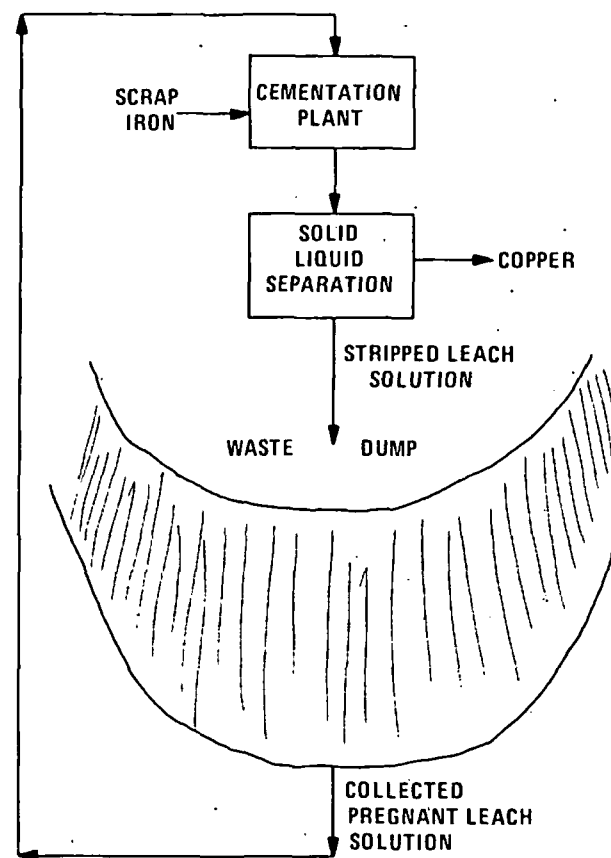 SCRAP
IRON
CEMENTATION
PLANT
SOLID
LIQUID
SEPARATION
COPPER
STRIPPED LEACH
SOLUTION
WASTE DUMP
COLLECTED
PREGNANT LEACH
SOLUTION